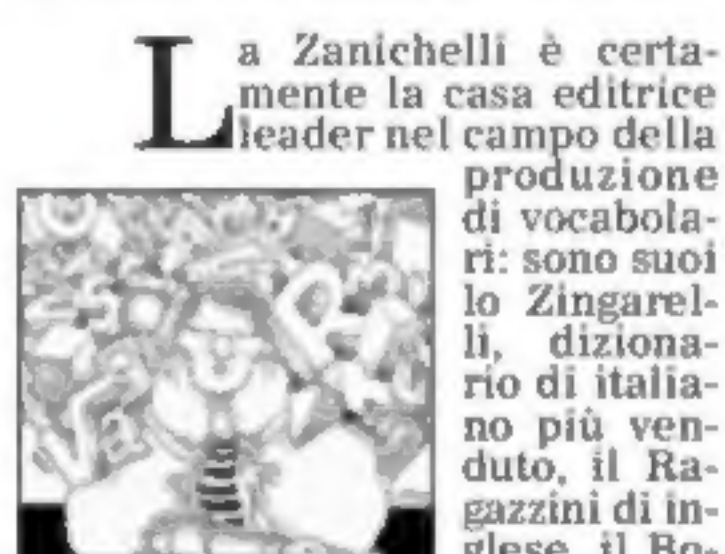 La Zanichelli è certa-
mente la casa editrice
leader nel campo della
produzione
di vocabola-
ri: sono suoi
lo Zingarel-
li, diziona-
rio di italia-
no più ven-
duto, il Ra-
gazzini di in-
glese, il Bo-